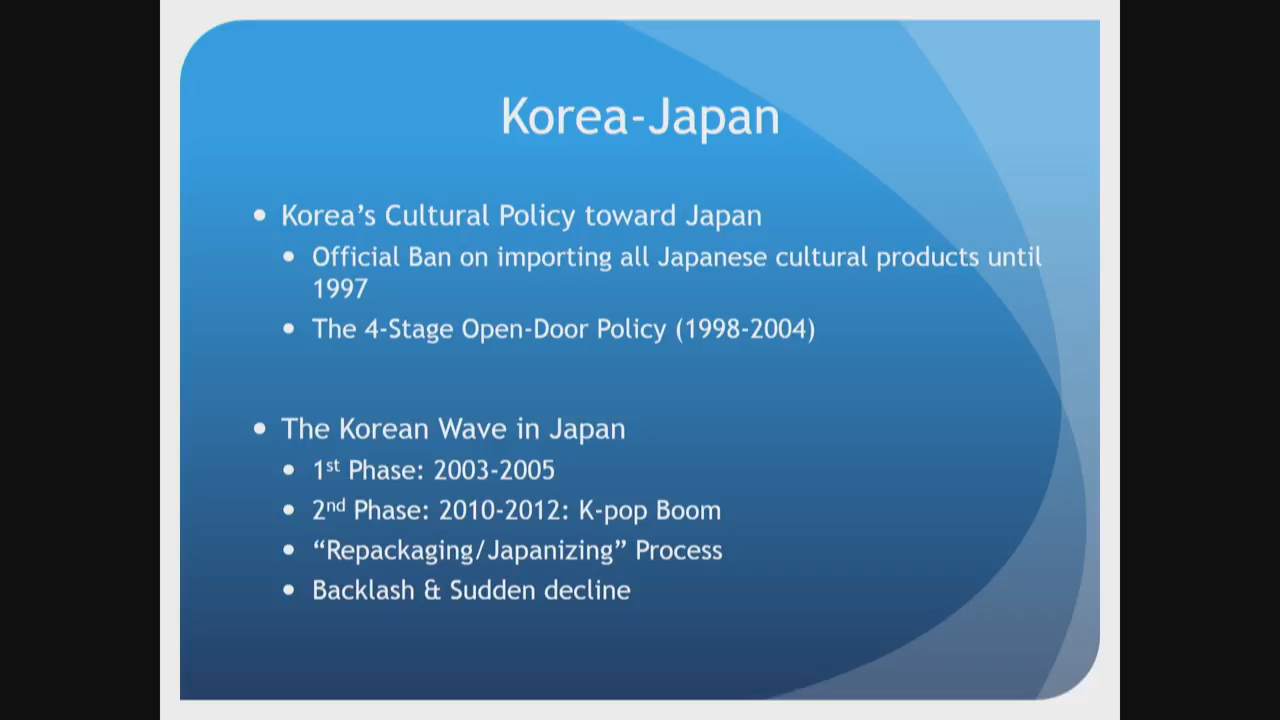 Korea-Japan
• Korea’s Cultural Policy toward Japan
• Official Ban on importing all Japanese cultural products until
1997
• The 4-Stage Open-Door Policy (1998-2004)
• The Korean Wave in Japan
• 1st Phase: 2003-2005
• 2nd Phase: 2010-2012: K-pop Boom
• “Repackaging/Japanizing” Process
• Backlash & Sudden decline